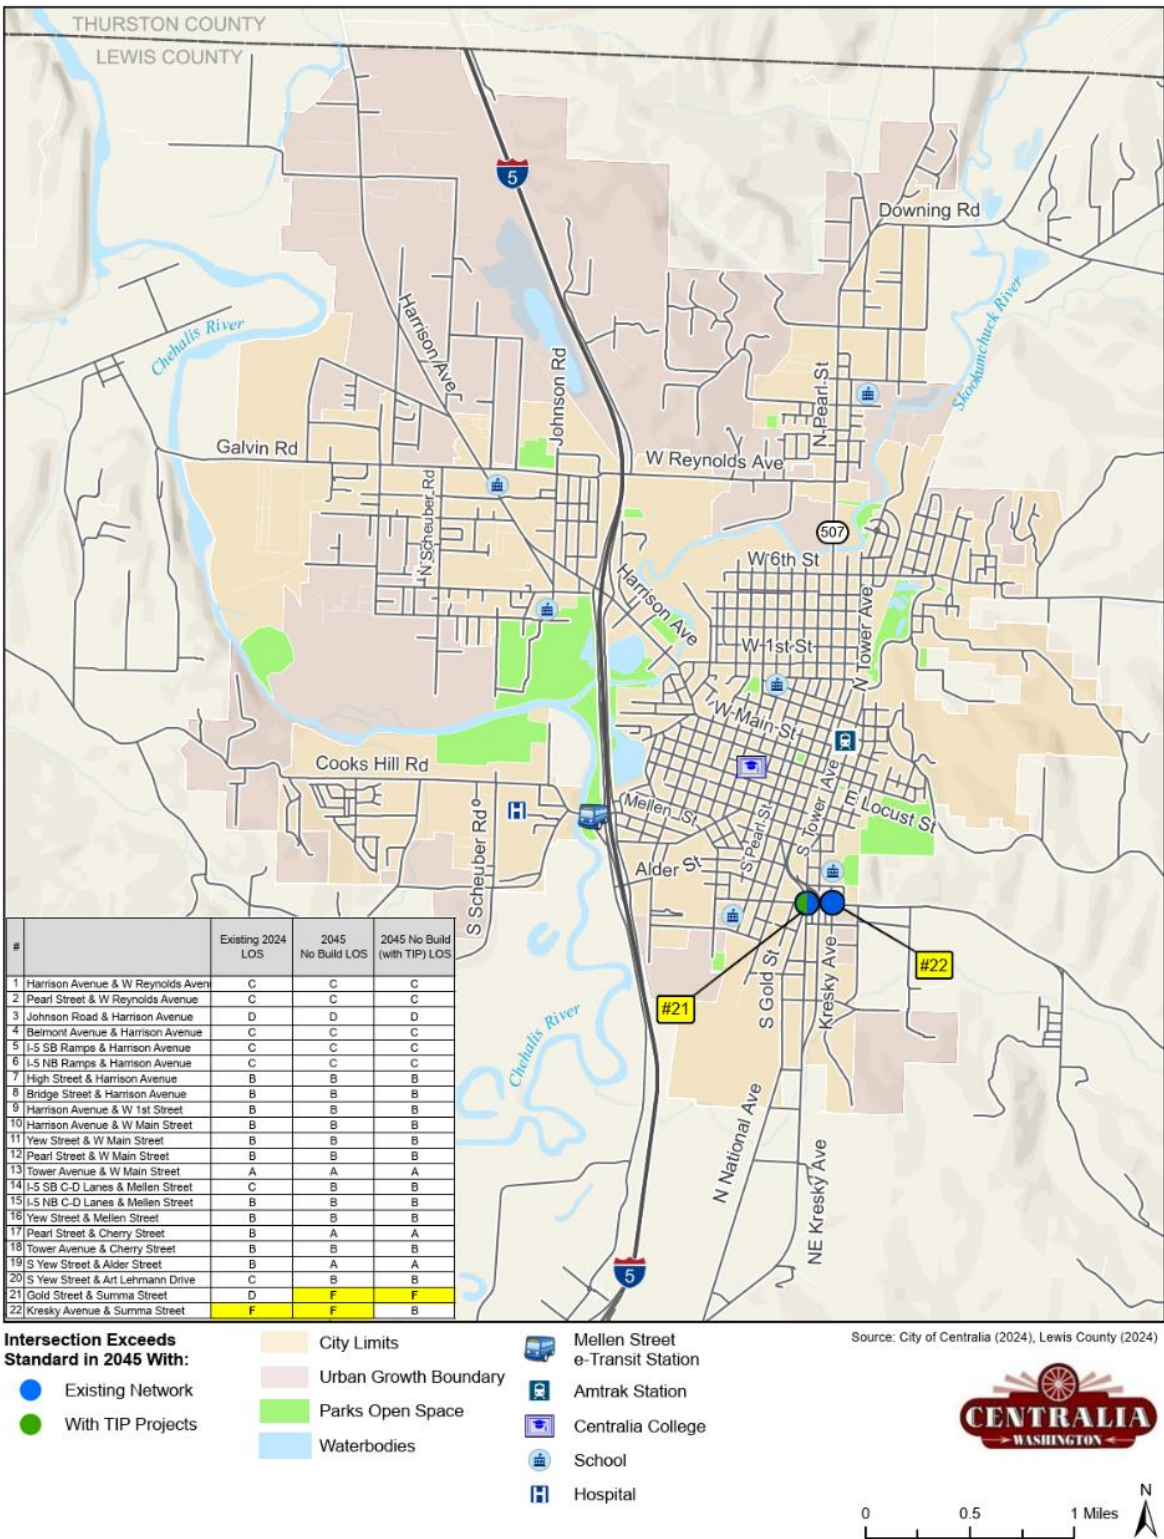 THURSTON COUNTY
LEWIS COUNTY
5
Downing Rd
Chehalis River
Skookumchuck River
Harrison Ave
Johnson Rd
N Pearl St
Galvin Rd
W Reynolds Ave
N Scheuber Rd
507
W 6th St
Harrison Ave
N Tower Ave
W 1st St
W Main St
Cooks Hill Rd
S Tower Ave
E Locust St
Mellen St
S Pearl St
H
S Scheuber Rd
Alder St
#22
#21
S Gold St
Kresky Ave
Chehalis River
N National Ave
NE Kresky Ave
5
# Existing 2024 LOS 2045 No Build LOS 2045 No Build (with TIP) LOS
1 Harrison Avenue & W Reynolds Aven C C C
2 Pearl Street & W Reynolds Avenue C C C
3 Johnson Road & Harrison Avenue D D D
4 Belmont Avenue & Harrison Avenue C C C
5 I-5 SB Ramps & Harrison Avenue C C C
6 I-5 NB Ramps & Harrison Avenue C C C
7 High Street & Harrison Avenue B B B
8 Bridge Street & Harrison Avenue B B B
9 Harrison Avenue & W 1st Street B B B
10 Harrison Avenue & W Main Street B B B
11 Yew Street & W Main Street B B B
12 Pearl Street & W Main Street B B B
13 Tower Avenue & W Main Street A A A
14 I-5 SB C-D Lanes & Mellen Street C B B
15 I-5 NB C-D Lanes & Mellen Street B B B
16 Yew Street & Mellen Street B B B
17 Pearl Street & Cherry Street B A A
18 Tower Avenue & Cherry Street B B B
19 S Yew Street & Alder Street B A A
20 S Yew Street & Art Lehmann Drive C B B
21 Gold Street & Summa Street D F F
22 Kresky Avenue & Summa Street F F B
Intersection Exceeds
Standard in 2045 With:
Existing Network
With TIP Projects
City Limits
Urban Growth Boundary
Parks Open Space
Waterbodies
Mellen Street
e-Transit Station
Amtrak Station
Centralia College
School
H Hospital
Source: City of Centralia (2024), Lewis County (2024)
CENTRALIA
WASHINGTON
N
0 0.5 1 Miles